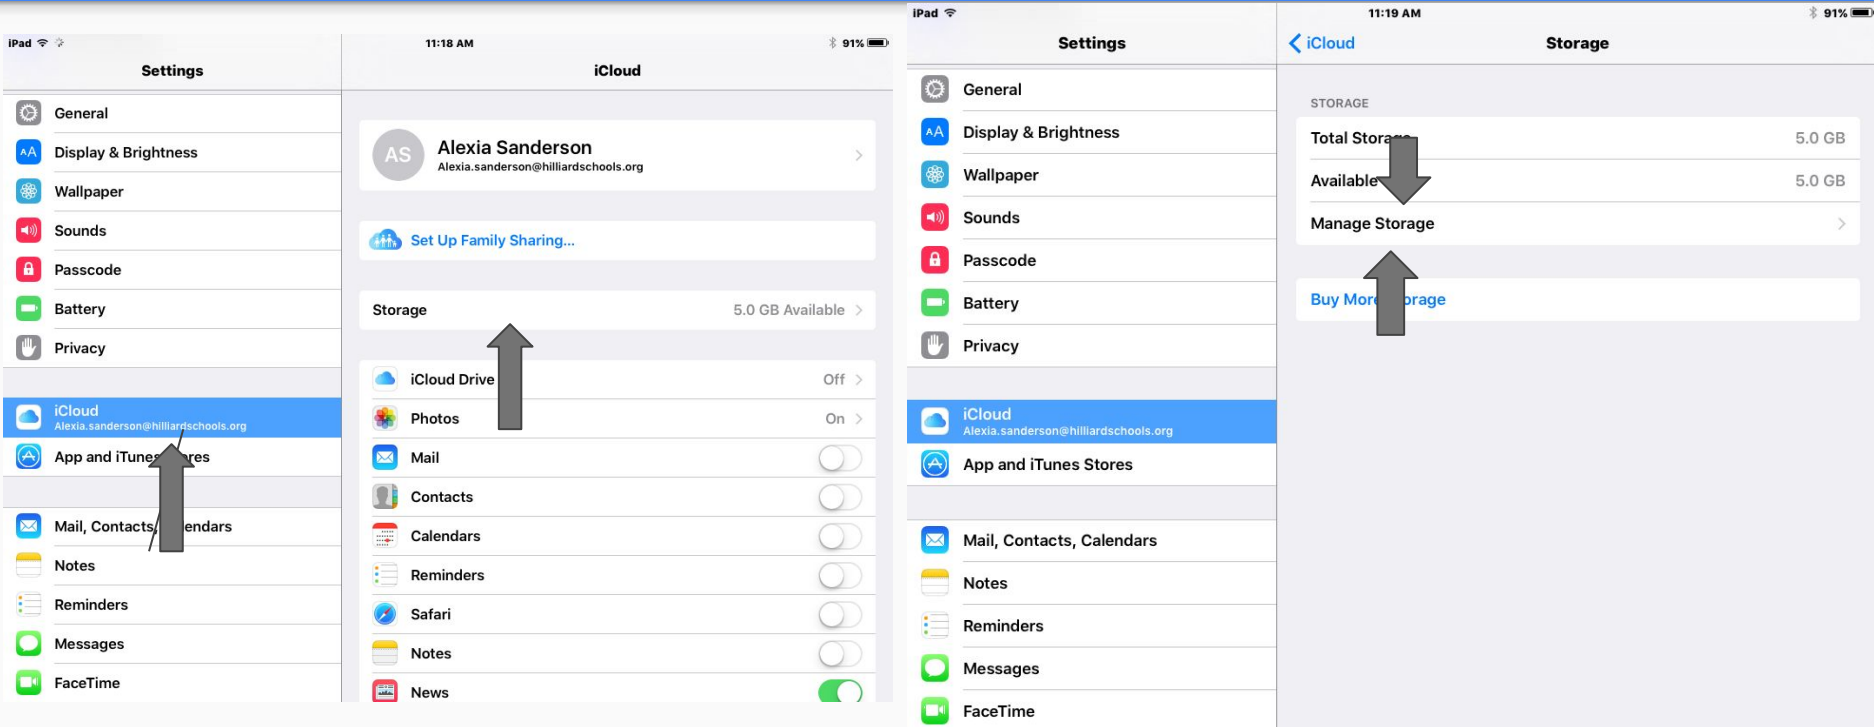 iPad
11:18 AM
91%
Settings
iCloud
General
Display & Brightness
Wallpaper
Sounds
Passcode
Battery
Privacy
iCloud
Alexia.sanderson@hilliardschools.org
App and iTunes res
Mail, Contacts, endars
Notes
Reminders
Messages
FaceTime
AS
Alexia Sanderson
Alexia.sanderson@hilliardschools.org
Set Up Family Sharing...
Storage 5.0 GB Available
iCloud Drive Off
Photos On
Mail
Contacts
Calendars
Reminders
Safari
Notes
News
iPad
11:19 AM
91%
Settings
iCloud
Storage
General
Display & Brightness
Wallpaper
Sounds
Passcode
Battery
Privacy
iCloud
Alexia.sanderson@hilliardschools.org
App and iTunes Stores
Mail, Contacts, Calendars
Notes
Reminders
Messages
FaceTime
STORAGE
Total Storage 5.0 GB
Available 5.0 GB
Manage Storage
Buy More Storage